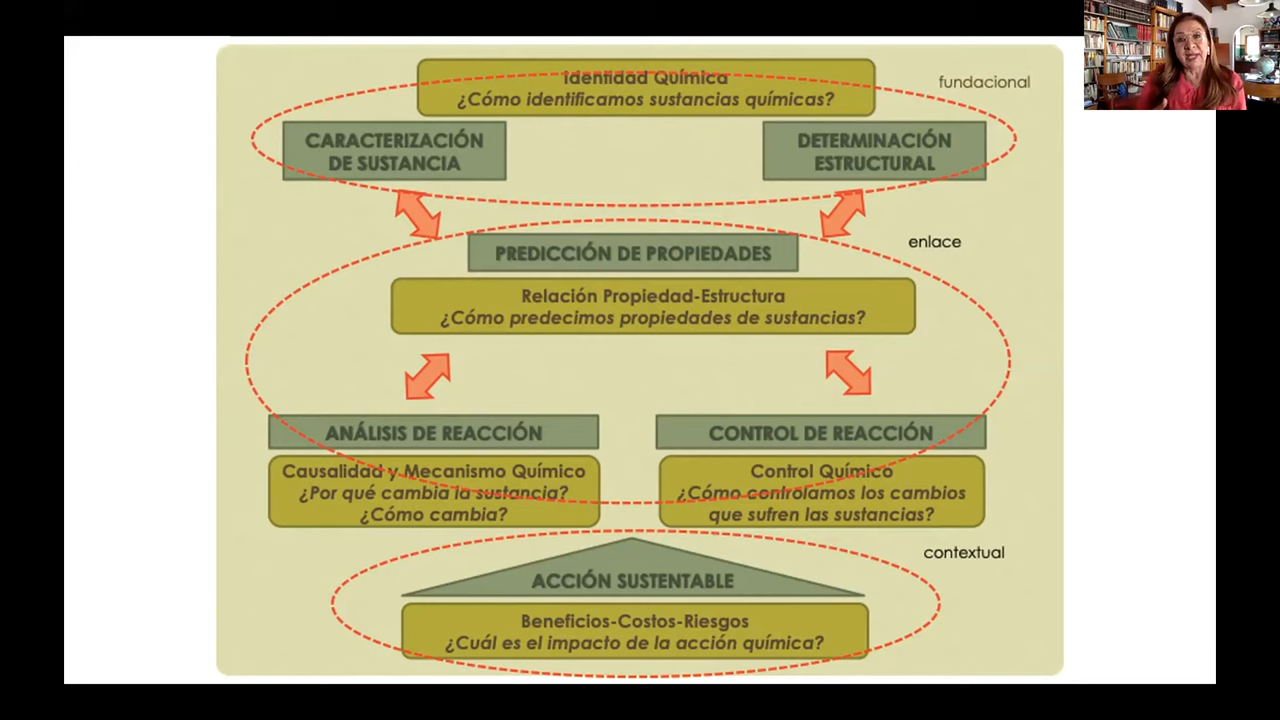 Identidad Química
¿Cómo identificamos sustancias químicas?
fundacional
CARACTERIZACIÓN
DE SUSTANCIA
DETERMINACIÓN
ESTRUCTURAL
enlace
PREDICCIÓN DE PROPIEDADES
Relación Propiedad-Estructura
¿Cómo predecimos propiedades de sustancias?
ANÁLISIS DE REACCIÓN
Causalidad y Mecanismo Químico
¿Por qué cambia la sustancia?
¿Cómo cambia?
CONTROL DE REACCIÓN
Control Químico
¿Cómo controlamos los cambios
que sufren las sustancias?
contextual
ACCIÓN SUSTENTABLE
Beneficios-Costos-Riesgos
¿Cuál es el impacto de la acción química?